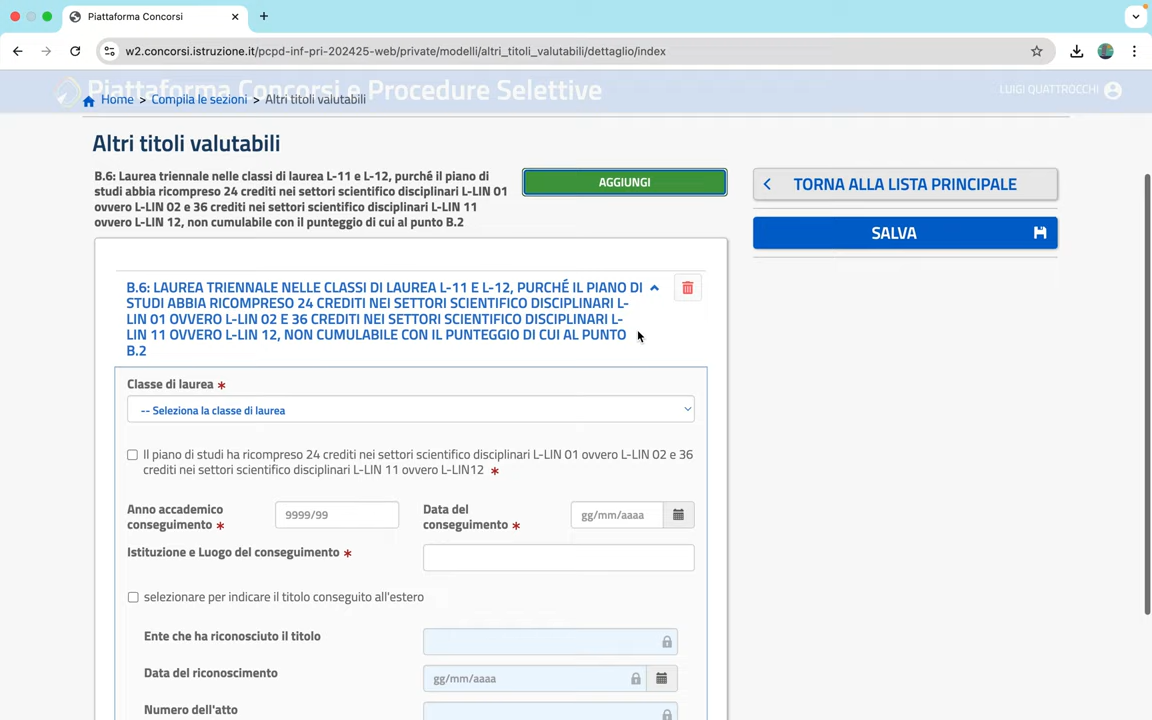 Piattaforma Concorsi
w2.concorsi.istruzione.it/pcpd-inf-pri-202425-web/private/modelli/altri_titoli_valutabili/dettaglio/index
Piattaforma Concorsi e Procedure Selettive
LUIGI QUATTROCCHI
Home > Compila le sezioni > Altri titoli valutabili
Altri titoli valutabili
B.6: Laurea triennale nelle classi di laurea L-11 e L-12, purché il piano di
studi abbia ricompreso 24 crediti nei settori scientifico disciplinari L-LIN 01
ovvero L-LIN 02 e 36 crediti nei settori scientifico disciplinari L-LIN 11
ovvero L-LIN 12, non cumulabile con il punteggio di cui al punto B.2
AGGIUNGI
TORNA ALLA LISTA PRINCIPALE
SALVA
B.6: LAUREA TRIENNALE NELLE CLASSI DI LAUREA L-11 E L-12, PURCHÉ IL PIANO DI
STUDI ABBIA RICOMPRESO 24 CREDITI NEI SETTORI SCIENTIFICO DISCIPLINARI L-
LIN 01 OVVERO L-LIN 02 E 36 CREDITI NEI SETTORI SCIENTIFICO DISCIPLINARI L-
LIN 11 OVVERO L-LIN 12, NON CUMULABILE CON IL PUNTEGGIO DI CUI AL PUNTO
B.2
Classe di laurea *
-- Seleziona la classe di laurea
Il piano di studi ha ricompreso 24 crediti nei settori scientifico disciplinari L-LIN 01 ovvero L-LIN 02 e 36
crediti nei settori scientifico disciplinari L-LIN 11 ovvero L-LIN12 *
Anno accademico
conseguimento *
9999/99
Data del
conseguimento *
gg/mm/aaaa
Istituzione e Luogo del conseguimento *
selezionare per indicare il titolo conseguito all'estero
Ente che ha riconosciuto il titolo
Data del riconoscimento
gg/mm/aaaa
Numero dell'atto